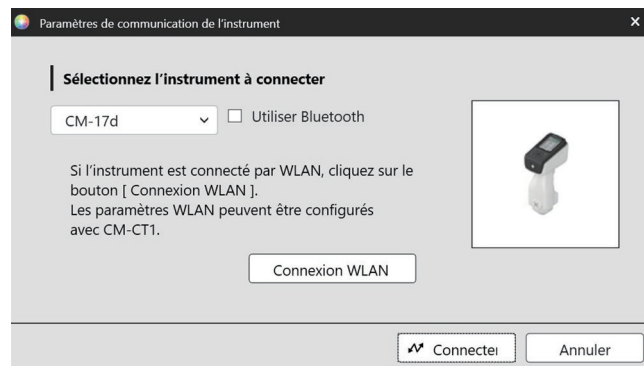 Paramètres de communication de l'instrument
Sélectionnez l'instrument à connecter
CM-17d
Utiliser Bluetooth
Si l'instrument est connecté par WLAN, cliquez sur le
bouton [ Connexion WLAN ].
Les paramètres WLAN peuvent être configurés
avec CM-CT1.
Connexion WLAN
Connecter
Annuler